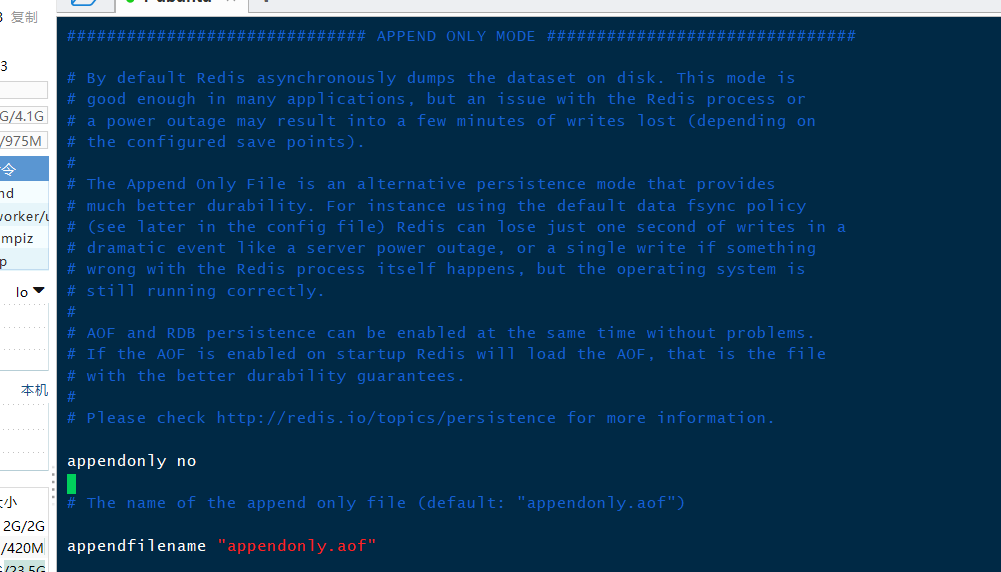 复制
3
G/4.1G
/975M
令
nd
worker/u
mpiz
p
lo
本机
大小
2G/2G
/420M
/23.5G
############################## APPEND ONLY MODE ###############################
# By default Redis asynchronously dumps the dataset on disk. This mode is
# good enough in many applications, but an issue with the Redis process or
# a power outage may result into a few minutes of writes lost (depending on
# the configured save points).
#
# The Append Only File is an alternative persistence mode that provides
# much better durability. For instance using the default data fsync policy
# (see later in the config file) Redis can lose just one second of writes in a
# dramatic event like a server power outage, or a single write if something
# wrong with the Redis process itself happens, but the operating system is
# still running correctly.
#
# AOF and RDB persistence can be enabled at the same time without problems.
# If the AOF is enabled on startup Redis will load the AOF, that is the file
# with the better durability guarantees.
#
# Please check http://redis.io/topics/persistence for more information.
appendonly no
# The name of the append only file (default: "appendonly.aof")
appendfilename "appendonly.aof"